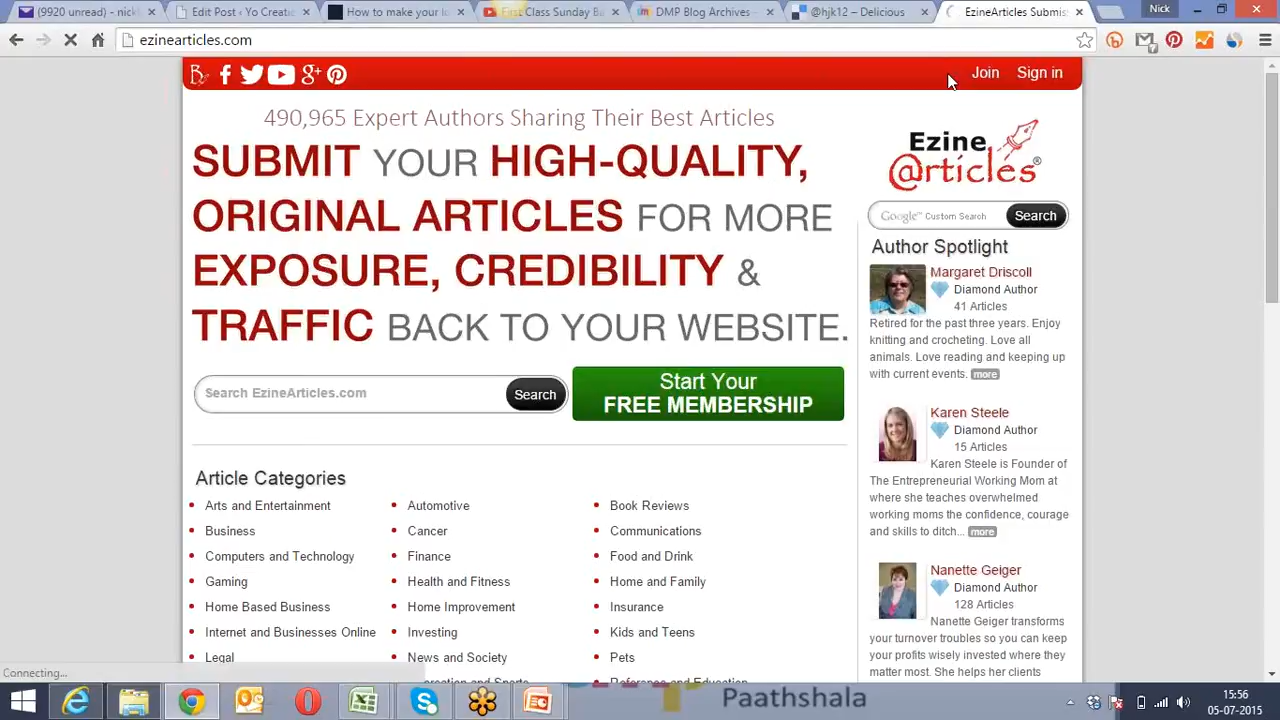 (9920 unread) - nick
Edit Post ‹ Yo Creati
How to make your lo
First Class Sunday B
DMP Blog Archives
@hjk12 – Delicious
EzineArticles Submis
Nick
ezinearticles.com
Join
Sign in
490,965 Expert Authors Sharing Their Best Articles
SUBMIT YOUR HIGH-QUALITY,
ORIGINAL ARTICLES FOR MORE
EXPOSURE, CREDIBILITY &
TRAFFIC BACK TO YOUR WEBSITE.
Search EzineArticles.com
Search
Start Your
FREE MEMBERSHIP
Article Categories
Arts and Entertainment
Automotive
Book Reviews
Business
Cancer
Communications
Computers and Technology
Finance
Food and Drink
Gaming
Health and Fitness
Home and Family
Home Based Business
Home Improvement
Insurance
Internet and Businesses Online
Investing
Kids and Teens
Legal
News and Society
Pets
Ezine
@rticles®
Google™ Custom Search
Search
Author Spotlight
Margaret Driscoll
Diamond Author
41 Articles
Retired for the past three years. Enjoy
knitting and crocheting. Love all
animals. Love reading and keeping up
with current events. more
Karen Steele
Diamond Author
15 Articles
Karen Steele is Founder of
The Entrepreneurial Working Mom at
where she teaches overwhelmed
working moms the confidence, courage
and skills to ditch... more
Nanette Geiger
Diamond Author
128 Articles
Nanette Geiger transforms
your turnover troubles so you can keep
your profits wisely invested where they
matter most. She helps her clients
Connecting...
Paathshala
15:56
05-07-2015